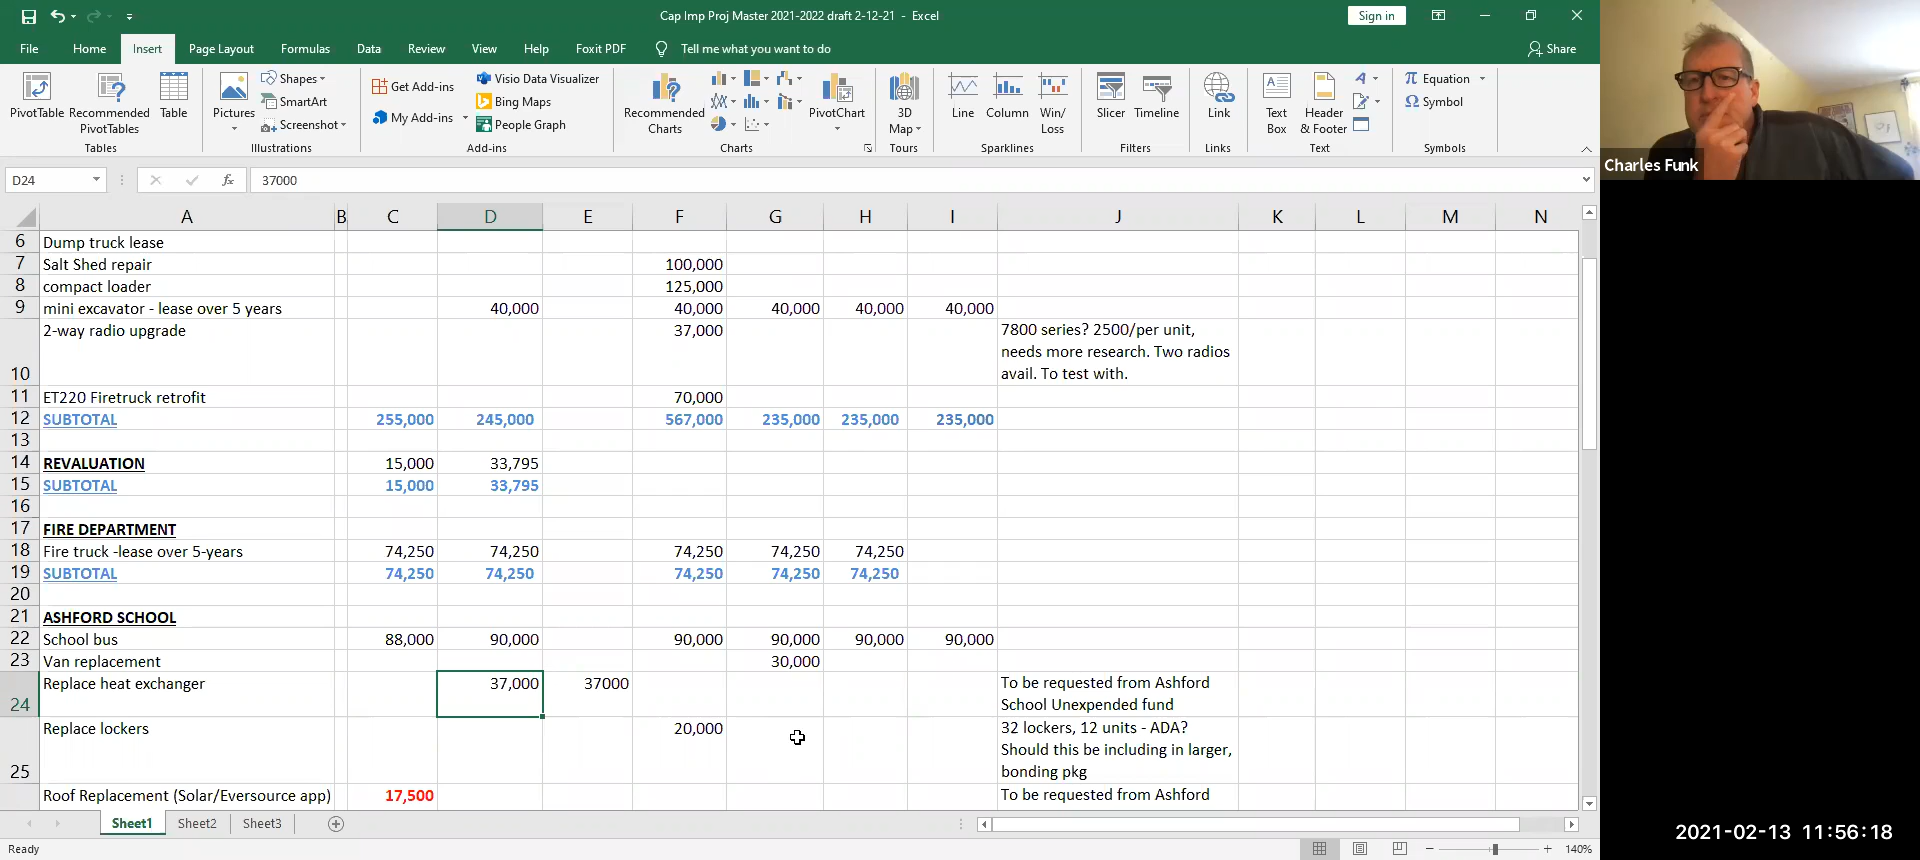 Cap Imp Proj Master 2021-2022 draft 2-12-21 - Excel
Sign in
File Home Insert Page Layout Formulas Data Review View Help Foxit PDF Tell me what you want to do Share
PivotTable Recommended PivotTables Table
Tables
Pictures Shapes SmartArt Screenshot
Illustrations
Get Add-ins My Add-ins Visio Data Visualizer Bing Maps People Graph
Add-ins
Recommended Charts PivotChart
Charts
3D Map
Tours
Line Column Win/Loss
Sparklines
Slicer Timeline
Filters
Link
Links
Text Box Header & Footer
Text
Equation Symbol
Symbols
Charles Funk
D24 fx 37000
A B C D E F G H I J K L M N
6 Dump truck lease
7 Salt Shed repair 100,000
8 compact loader 125,000
9 mini excavator - lease over 5 years 40,000 40,000 40,000 40,000 40,000
10 2-way radio upgrade 37,000 7800 series? 2500/per unit,
needs more research. Two radios
avail. To test with.
11 ET220 Firetruck retrofit 70,000
12 SUBTOTAL 255,000 245,000 567,000 235,000 235,000 235,000
13
14 REVALUATION 15,000 33,795
15 SUBTOTAL 15,000 33,795
16
17 FIRE DEPARTMENT
18 Fire truck -lease over 5-years 74,250 74,250 74,250 74,250 74,250
19 SUBTOTAL 74,250 74,250 74,250 74,250 74,250
20
21 ASHFORD SCHOOL
22 School bus 88,000 90,000 90,000 90,000 90,000 90,000
23 Van replacement 30,000
24 Replace heat exchanger 37,000 37000 To be requested from Ashford
School Unexpended fund
25 Replace lockers 20,000 32 lockers, 12 units - ADA?
Should this be including in larger,
bonding pkg
Roof Replacement (Solar/Eversource app) 17,500 To be requested from Ashford
Sheet1 Sheet2 Sheet3
2021-02-13 11:56:18
Ready 140%